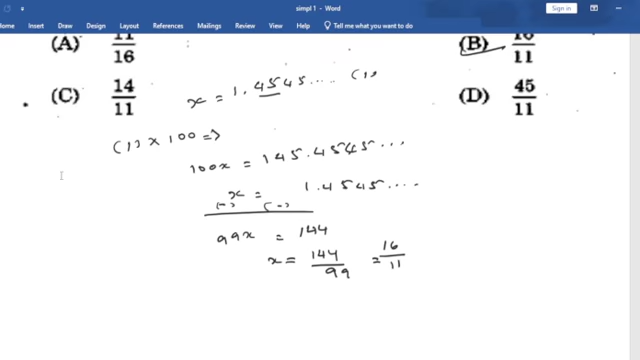 simpl 1 - Word
Sign in
File Home Insert Design Layout References Mailings Review View Help Tell me what you want to do
(A) 11/16 (B) 16/11
x = 1.4545.... (1)
(C) 14/11 (D) 45/11
(1) x 100 =>
100x = 145.4545...
x = 1.4545....
(-) (-)
99x = 144
x = 144/99 = 16/11